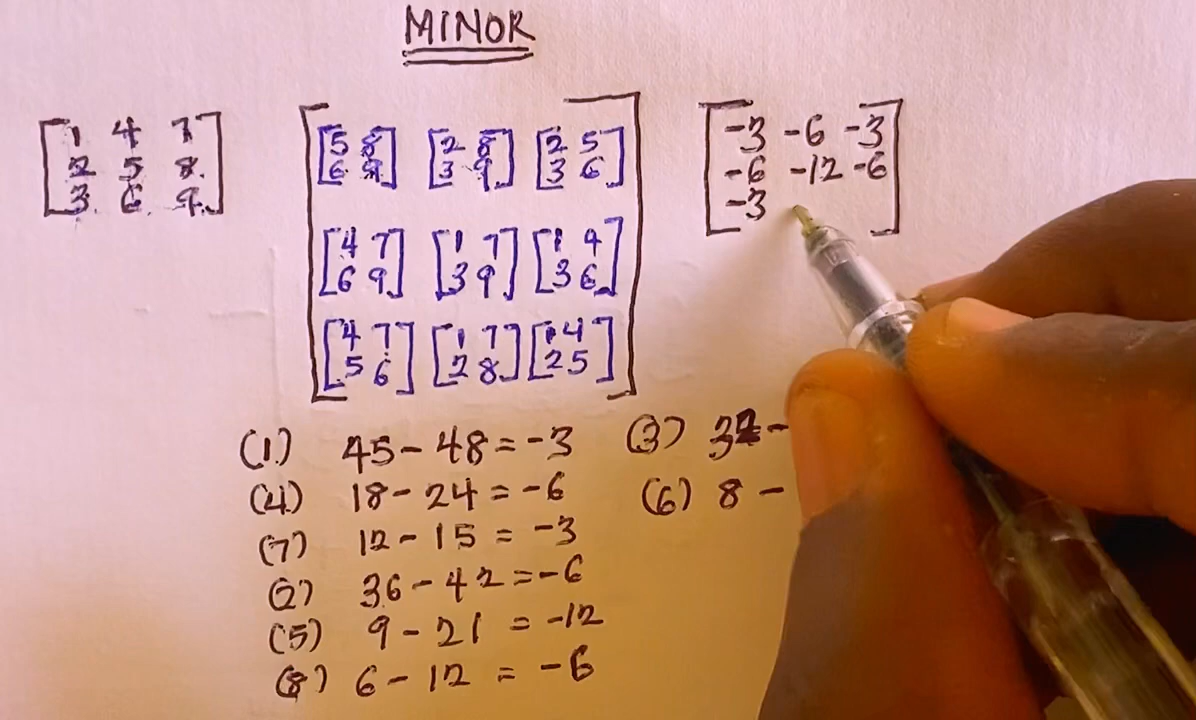 MINOR
1 4 7
2 5 8
3 6 9
5 8
6 9
2 8
3 9
2 5
3 6
4 7
6 9
1 7
3 9
1 4
3 6
4 7
5 6
1 7
2 8
1 4
2 5
-3 -6 -3
-6 -12 -6
-3
(1) 45 - 48 = -3
(4) 18 - 24 = -6
(7) 12 - 15 = -3
(2) 36 - 42 = -6
(5) 9 - 21 = -12
(8) 6 - 12 = -6
(3) 32 -
(6) 8 -